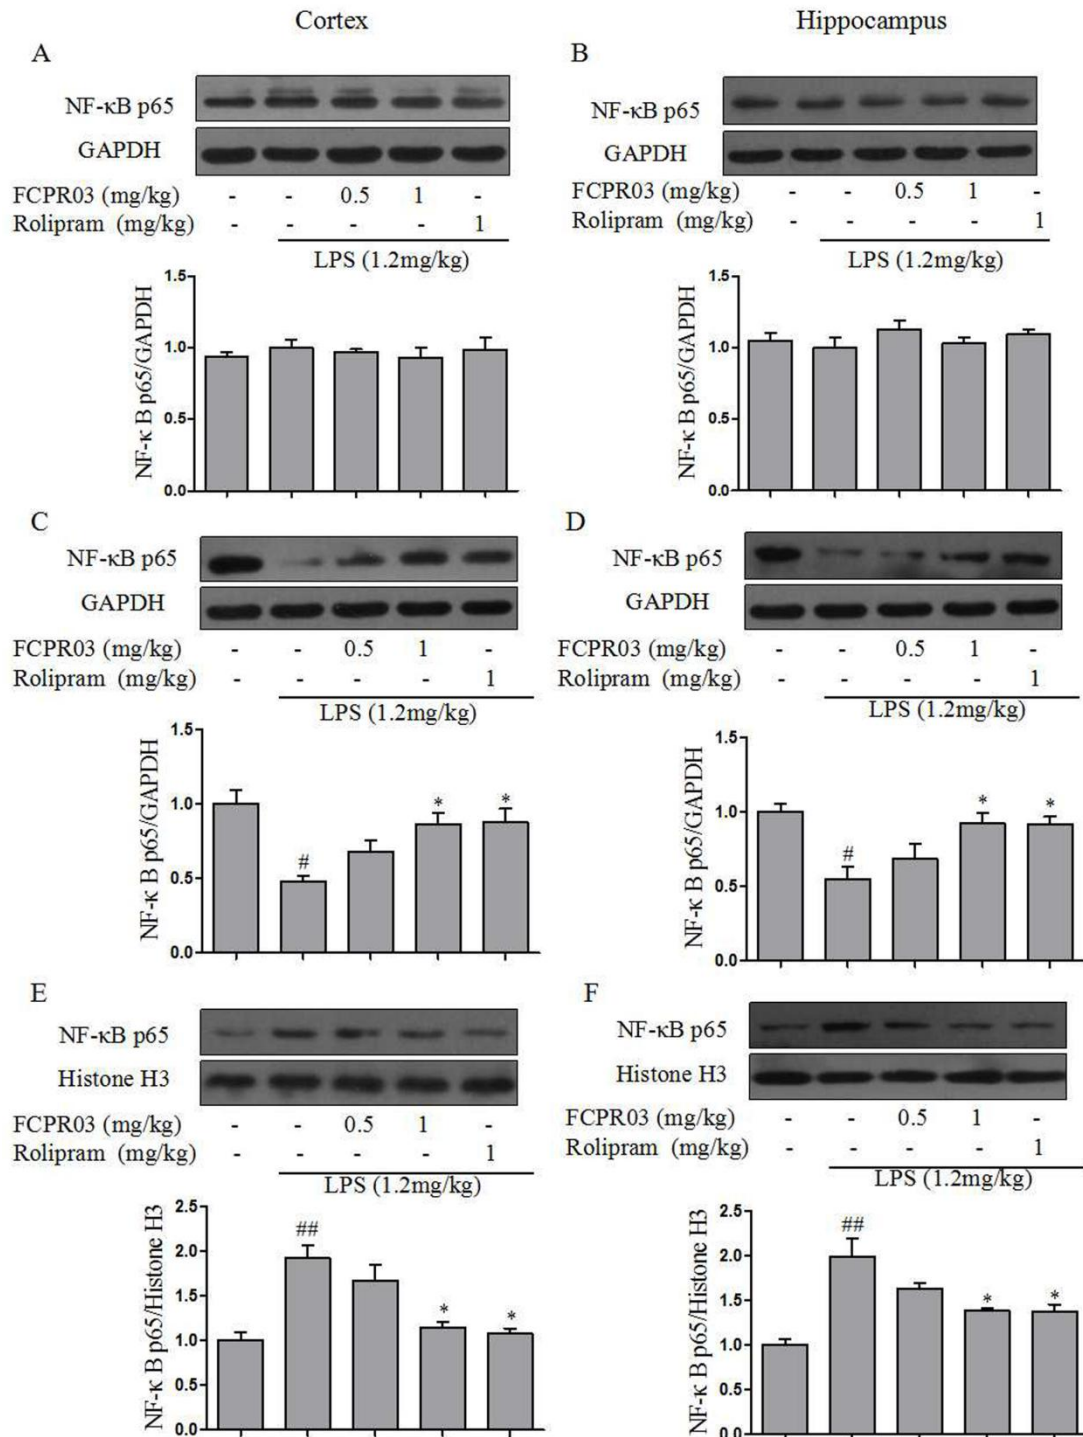 Cortex
Hippocampus
A
NF-κB p65
GAPDH
FCPR03 (mg/kg) - - 0.5 1 -
Rolipram (mg/kg) - - - - 1
LPS (1.2mg/kg)
NF-κ B p65/GAPDH
1.5
1.0
0.5
0.0
B
NF-κB p65
GAPDH
FCPR03 (mg/kg) - - 0.5 1 -
Rolipram (mg/kg) - - - - 1
LPS (1.2mg/kg)
NF-κ B p65/GAPDH
1.5
1.0
0.5
0.0
C
NF-κB p65
GAPDH
FCPR03 (mg/kg) - - 0.5 1 -
Rolipram (mg/kg) - - - - 1
LPS (1.2mg/kg)
NF-κ B p65/GAPDH
1.5
1.0
0.5
0.0
# * *
D
NF-κB p65
GAPDH
FCPR03 (mg/kg) - - 0.5 1 -
Rolipram (mg/kg) - - - - 1
LPS (1.2mg/kg)
NF-κ B p65/GAPDH
1.5
1.0
0.5
0.0
# * *
E
NF-κB p65
Histone H3
FCPR03 (mg/kg) - - 0.5 1 -
Rolipram (mg/kg) - - - - 1
LPS (1.2mg/kg)
NF-κ B p65/Histone H3
2.5
2.0
1.5
1.0
0.5
0.0
## * *
F
NF-κB p65
Histone H3
FCPR03 (mg/kg) - - 0.5 1 -
Rolipram (mg/kg) - - - - 1
LPS (1.2mg/kg)
NF-κ B p65/Histone H3
2.5
2.0
1.5
1.0
0.5
0.0
## * *